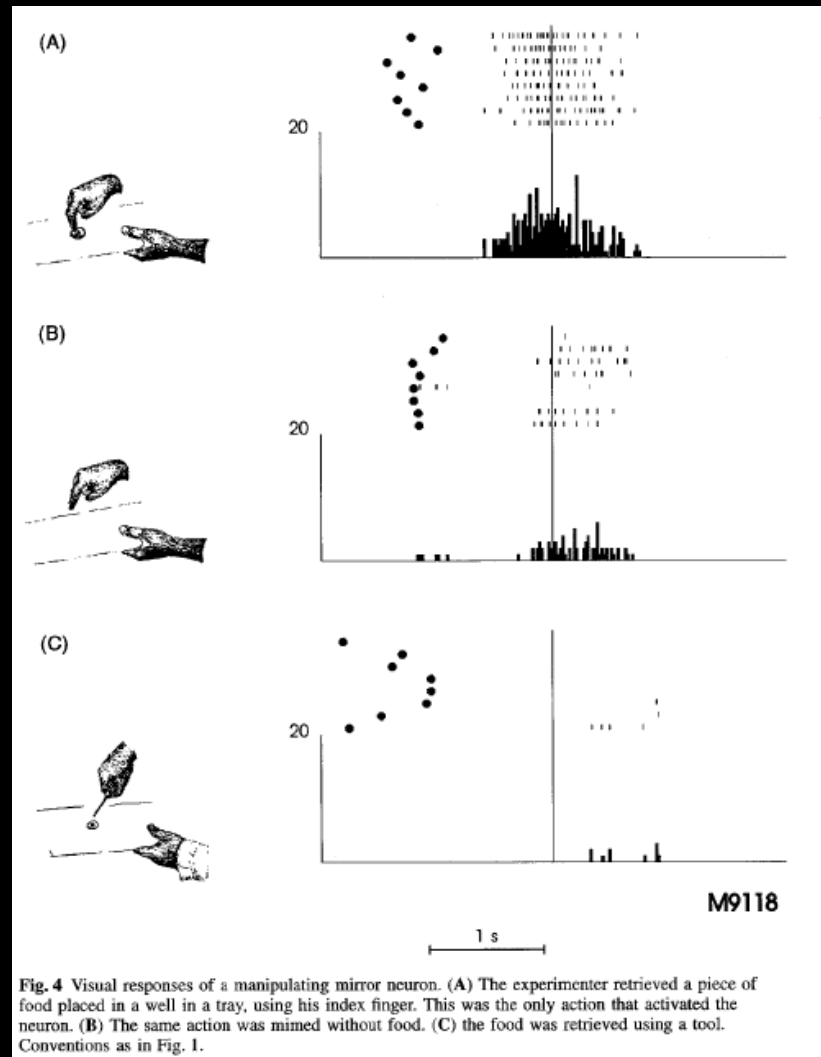 (A)
20
(B)
20
(C)
20
M9118
1 s
Fig. 4 Visual responses of a manipulating mirror neuron. (A) The experimenter retrieved a piece of
food placed in a well in a tray, using his index finger. This was the only action that activated the
neuron. (B) The same action was mimed without food. (C) the food was retrieved using a tool.
Conventions as in Fig. 1.